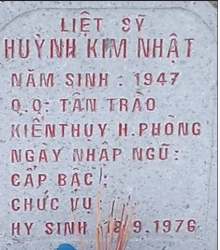 LIỆT SỸ
HUỲNH KIM NHẬT
NĂM SINH : 1947
Q.Q: TÂN TRÀO
KIẾNTHUY H.PHÒNG
NGÀY NHẬP NGŨ:
CẤP BẬC:
CHỨC VỤ
HY SINH 18.9.1976